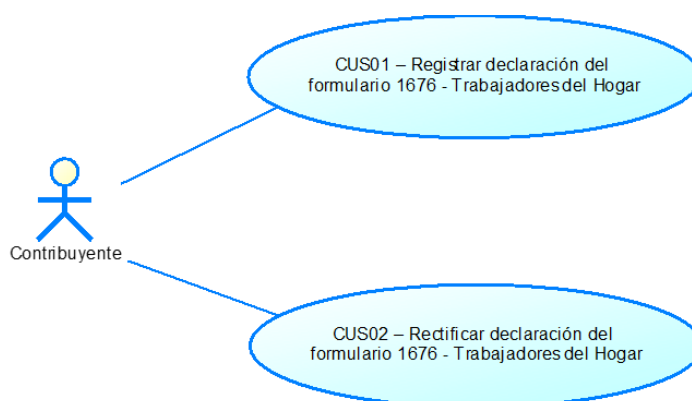 CUS01 – Registrar declaración del
formulario 1676 - Trabajadores del Hogar
Contribuyente
CUS02 – Rectificar declaración del
formulario 1676 - Trabajadores del Hogar